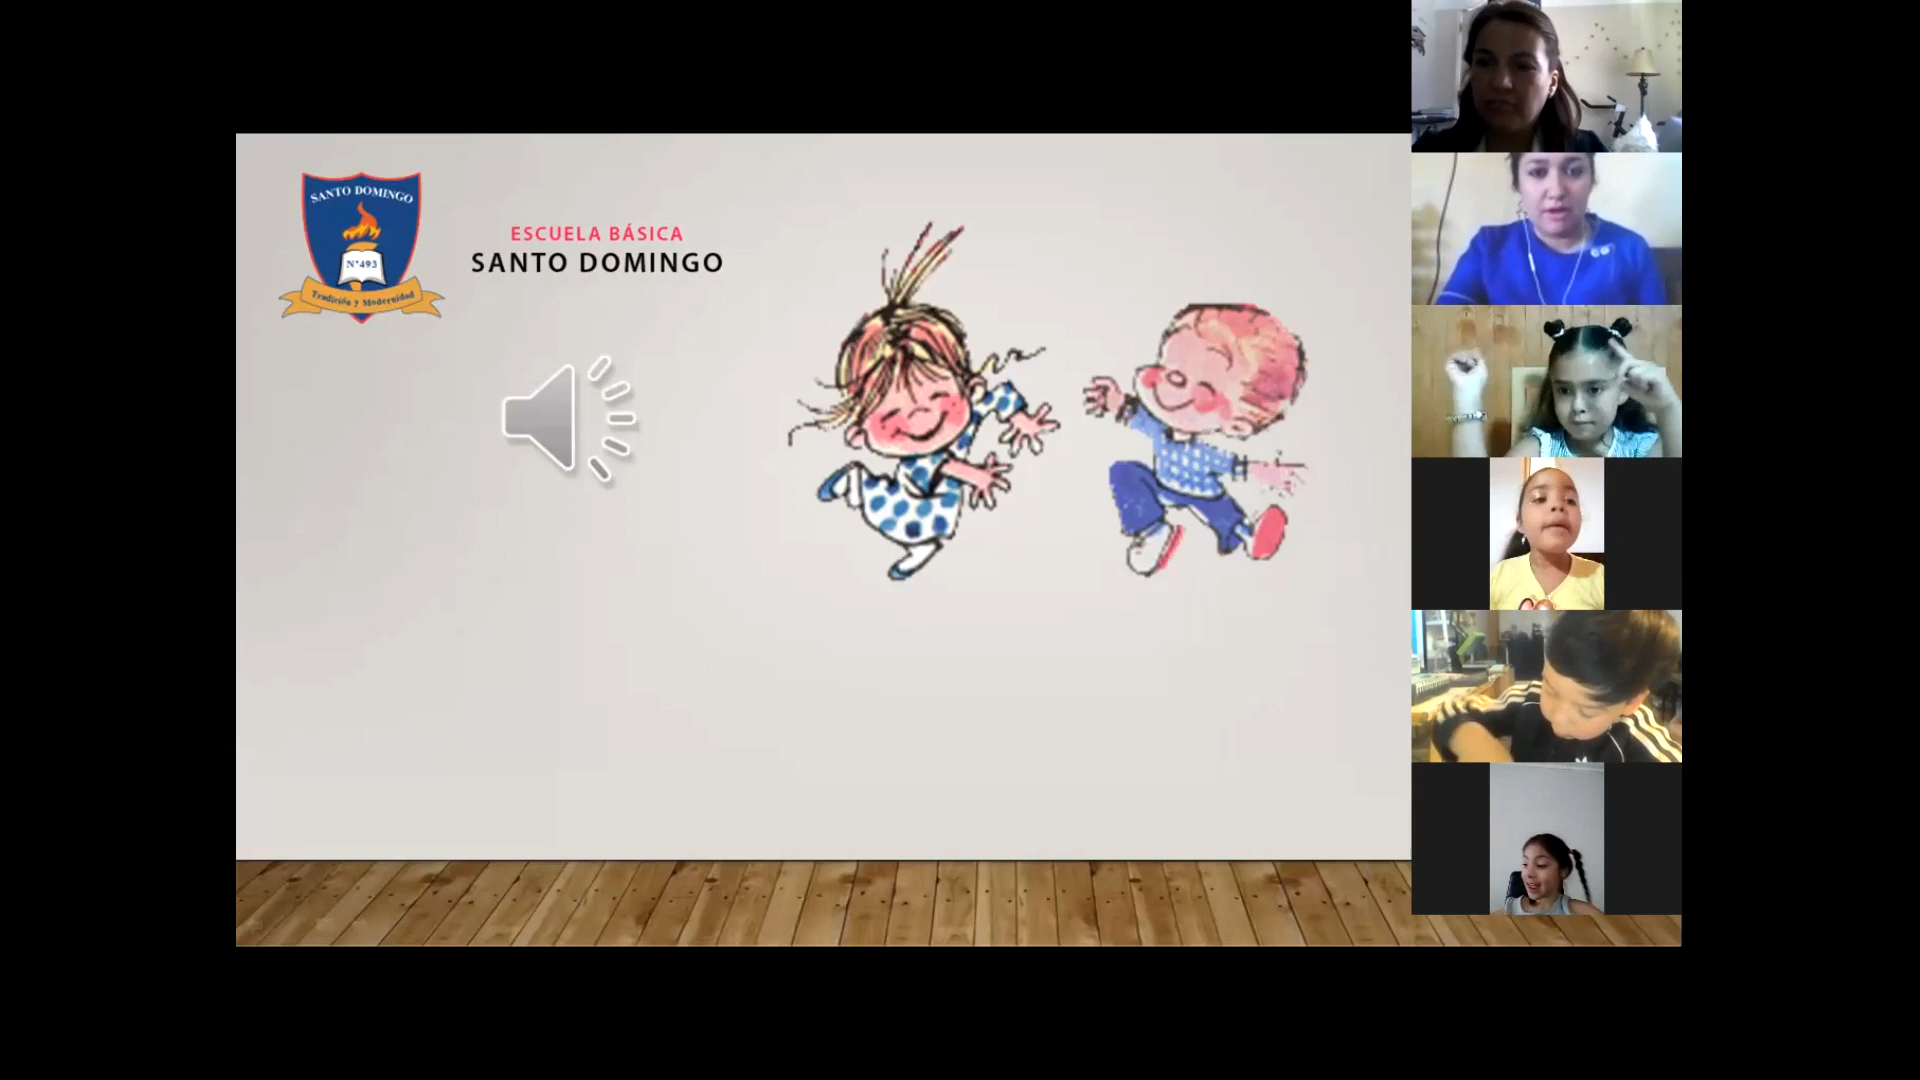 SANTO DOMINGO
N°493
Tradición y Modernidad
ESCUELA BÁSICA
SANTO DOMINGO